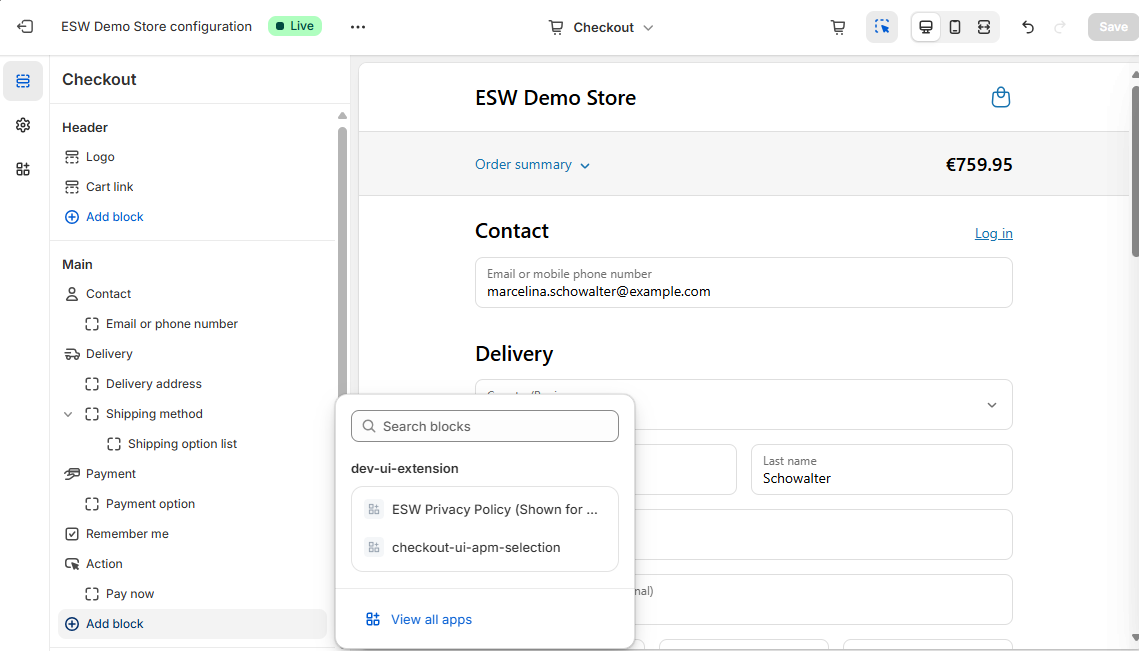 ESW Demo Store configuration
Live
Checkout
Save
Checkout
Header
Logo
Cart link
Add block
Main
Contact
Email or phone number
Delivery
Delivery address
Shipping method
Shipping option list
Payment
Payment option
Remember me
Action
Pay now
Add block
Search blocks
dev-ui-extension
ESW Privacy Policy (Shown for ...
checkout-ui-apm-selection
View all apps
ESW Demo Store
Order summary
€759.95
Contact
Log in
Email or mobile phone number
marcelina.schowalter@example.com
Delivery
Last name
Schowalter